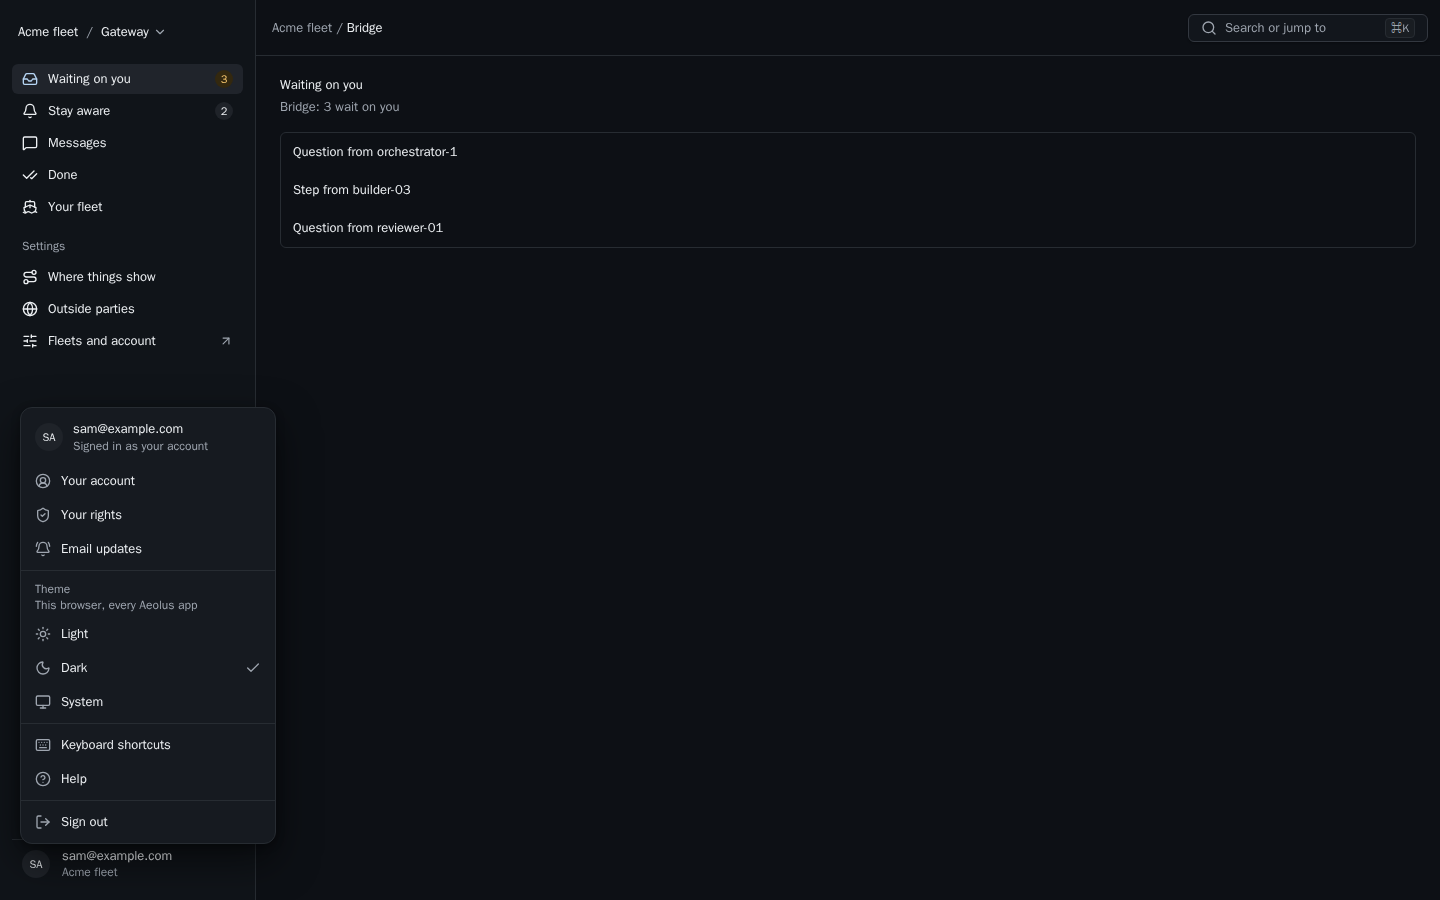 Acme fleet / Gateway
Waiting on you 3
Stay aware 2
Messages
Done
Your fleet
Settings
Where things show
Outside parties
Fleets and account
SA
sam@example.com
Signed in as your account
Your account
Your rights
Email updates
Theme
This browser, every Aeolus app
Light
Dark
System
Keyboard shortcuts
Help
Sign out
SA
sam@example.com
Acme fleet
Acme fleet / Bridge
Search or jump to ⌘K
Waiting on you
Bridge: 3 wait on you
Question from orchestrator-1
Step from builder-03
Question from reviewer-01